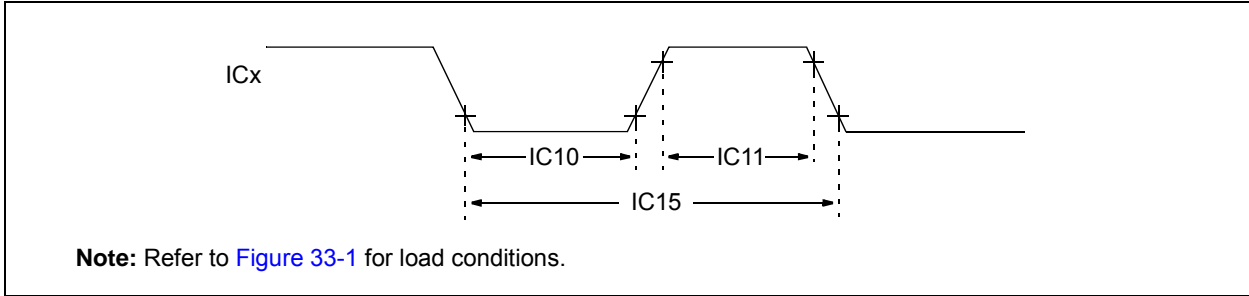 ICx
IC10 IC11
IC15
Note: Refer to Figure 33-1 for load conditions.